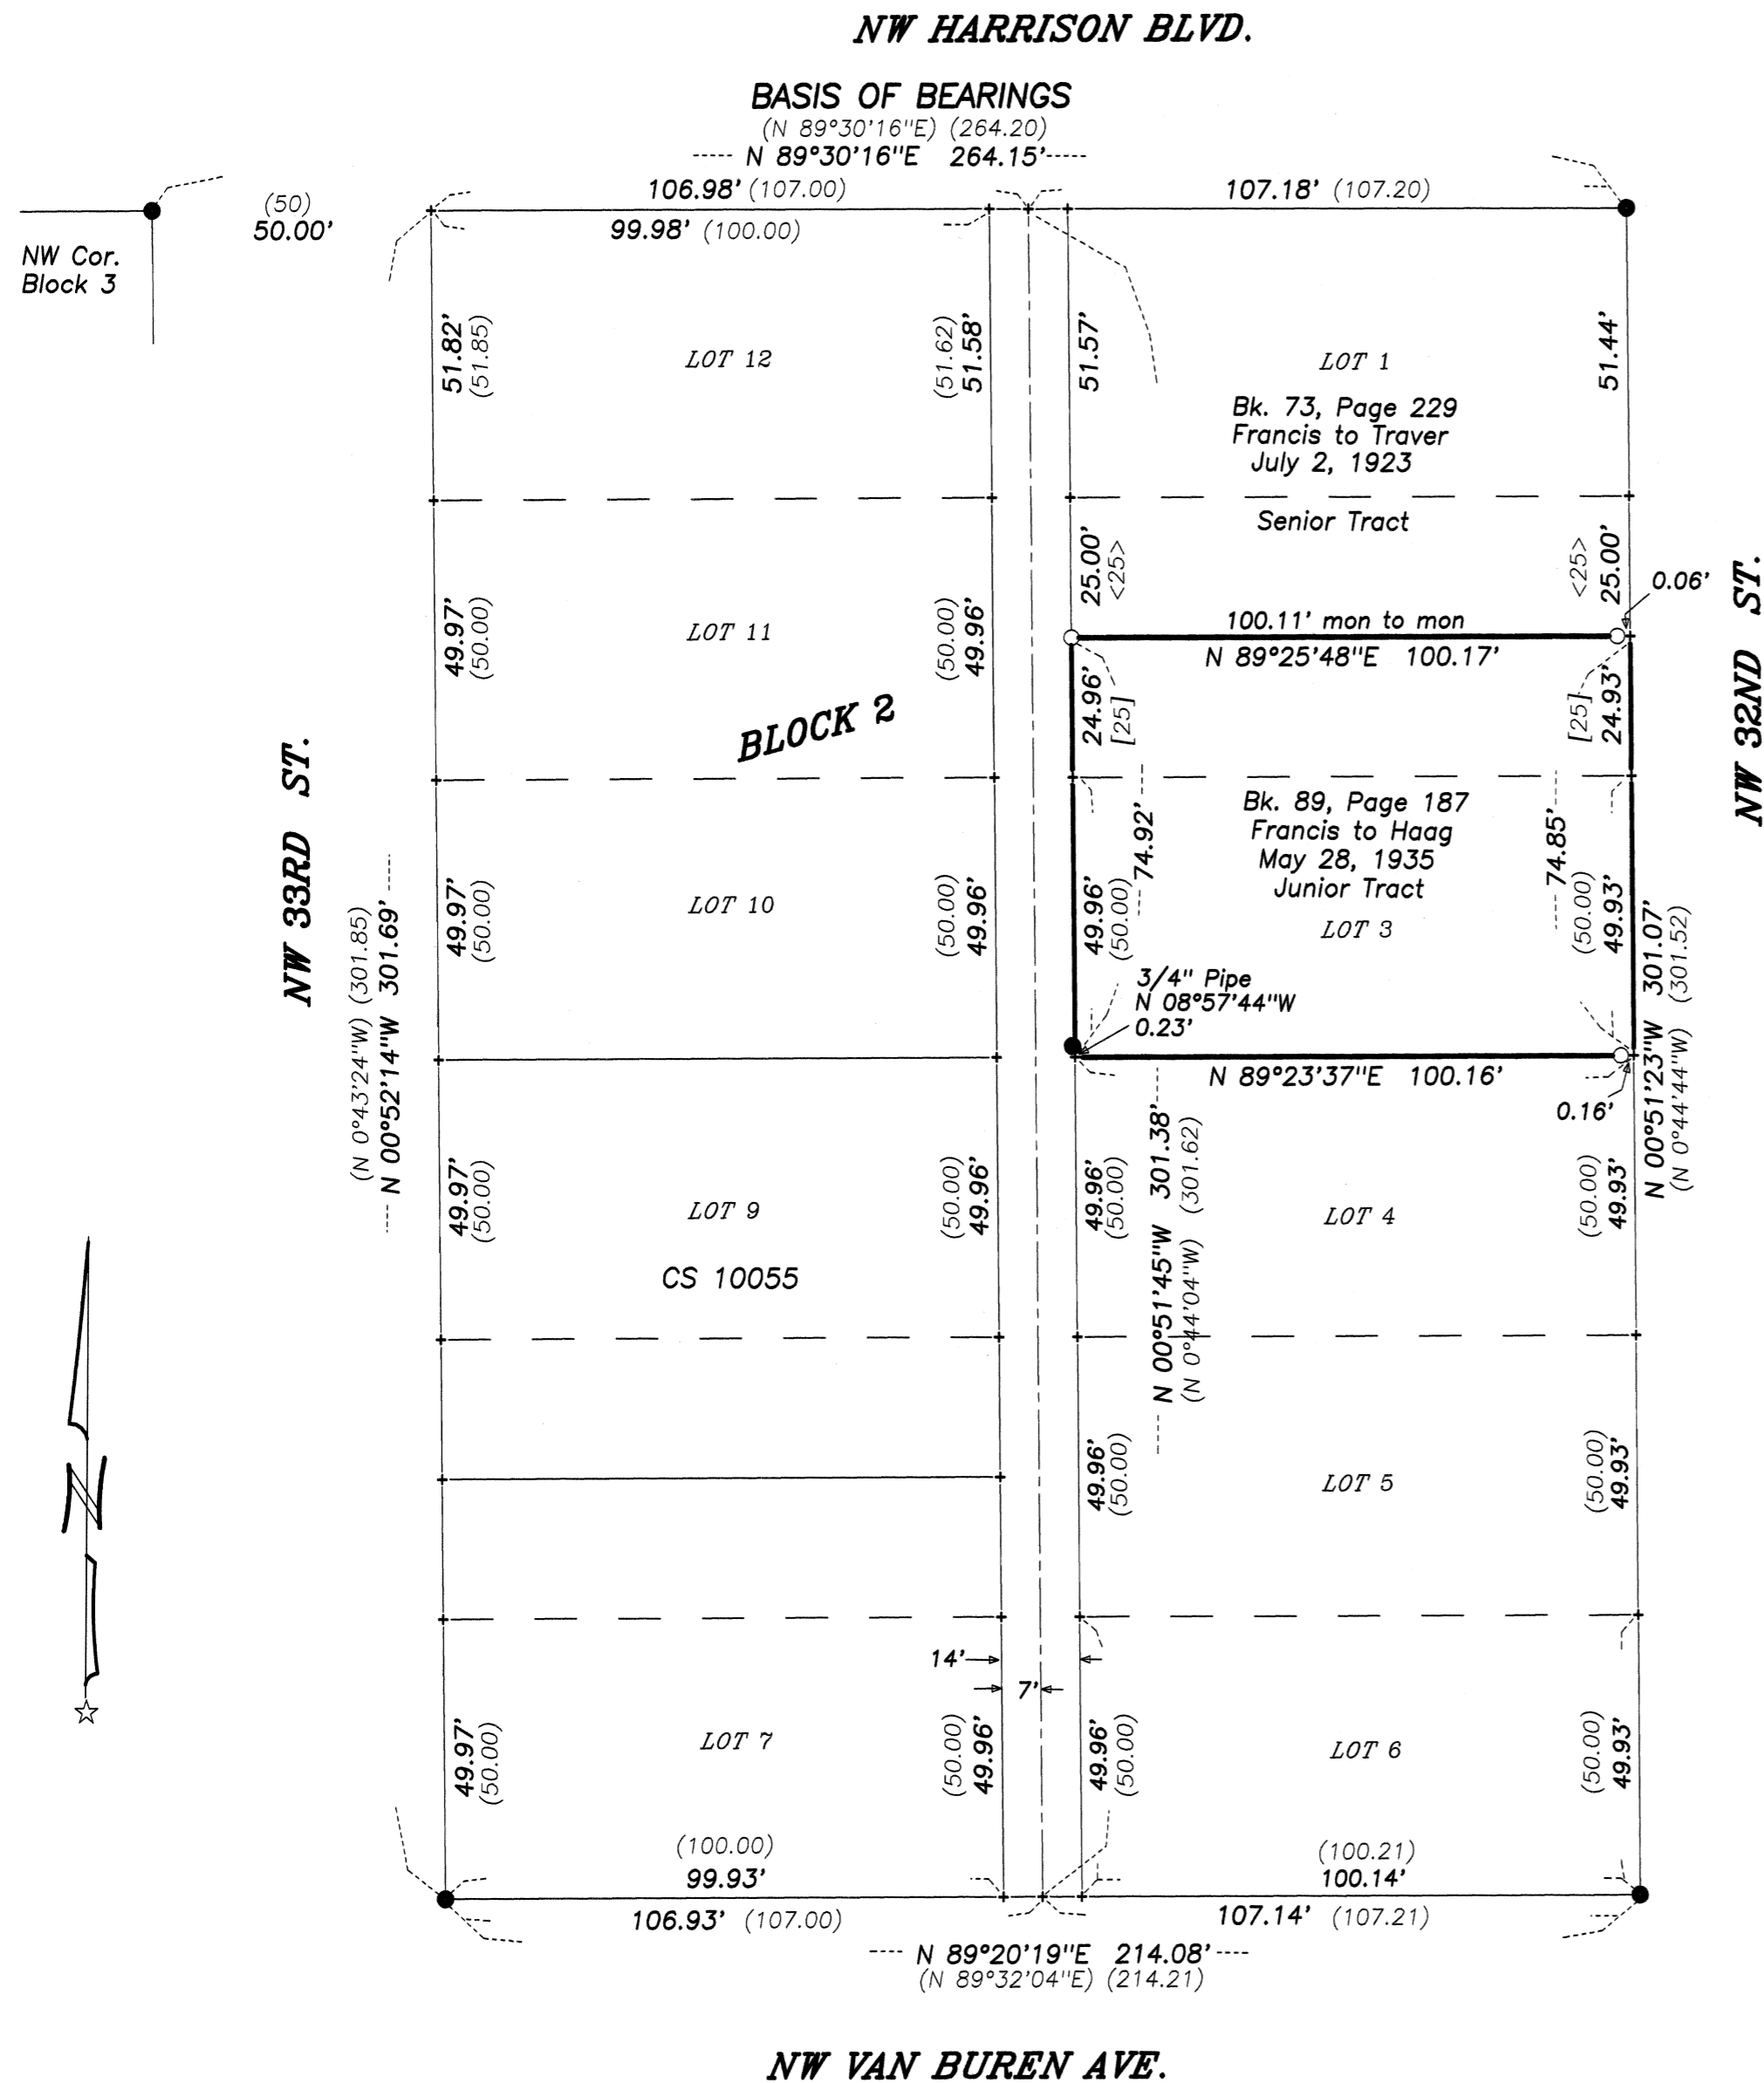 NW HARRISON BLVD.
BASIS OF BEARINGS
(N 89°30'16"E) (264.20)
N 89°30'16"E 264.15'
(50)
50.00'
NW Cor.
Block 3
106.98' (107.00)
99.98' (100.00)
107.18' (107.20)
51.82'
(51.85)
LOT 12
(51.62)
51.58'
51.57'
LOT 1
51.44'
Bk. 73, Page 229
Francis to Traver
July 2, 1923
Senior Tract
25.00'
<25>
<25>
25.00'
0.06'
NW 32ND ST.
49.97'
(50.00)
LOT 11
(50.00)
49.96'
100.11' mon to mon
N 89°25'48"E 100.17'
24.96'
[25]
[25]
24.93'
BLOCK 2
NW 33RD ST.
Bk. 89, Page 187
Francis to Haag
May 28, 1935
Junior Tract
LOT 3
74.92'
74.85'
49.96'
(50.00)
(50.00)
49.93'
(N 0°43'24"W) (301.85)
N 00°52'14"W 301.69'
49.97'
(50.00)
LOT 10
(50.00)
49.96'
N 00°51'23"W 301.07'
(N 0°44'44"W) (301.52)
3/4" Pipe
N 08°57'44"W
0.23'
N 89°23'37"E 100.16'
0.16'
49.97'
(50.00)
LOT 9
(50.00)
49.96'
CS 10055
49.96'
(50.00)
N 00°51'45"W 301.38'
(N 0°44'04"W) (301.62)
LOT 4
(50.00)
49.93'
49.96'
(50.00)
LOT 5
(50.00)
49.93'
N
14'
7'
49.97'
(50.00)
LOT 7
(50.00)
49.96'
49.96'
(50.00)
LOT 6
(50.00)
49.93'
(100.00)
99.93'
(100.21)
100.14'
106.93' (107.00)
107.14' (107.21)
N 89°20'19"E 214.08'
(N 89°32'04"E) (214.21)
NW VAN BUREN AVE.